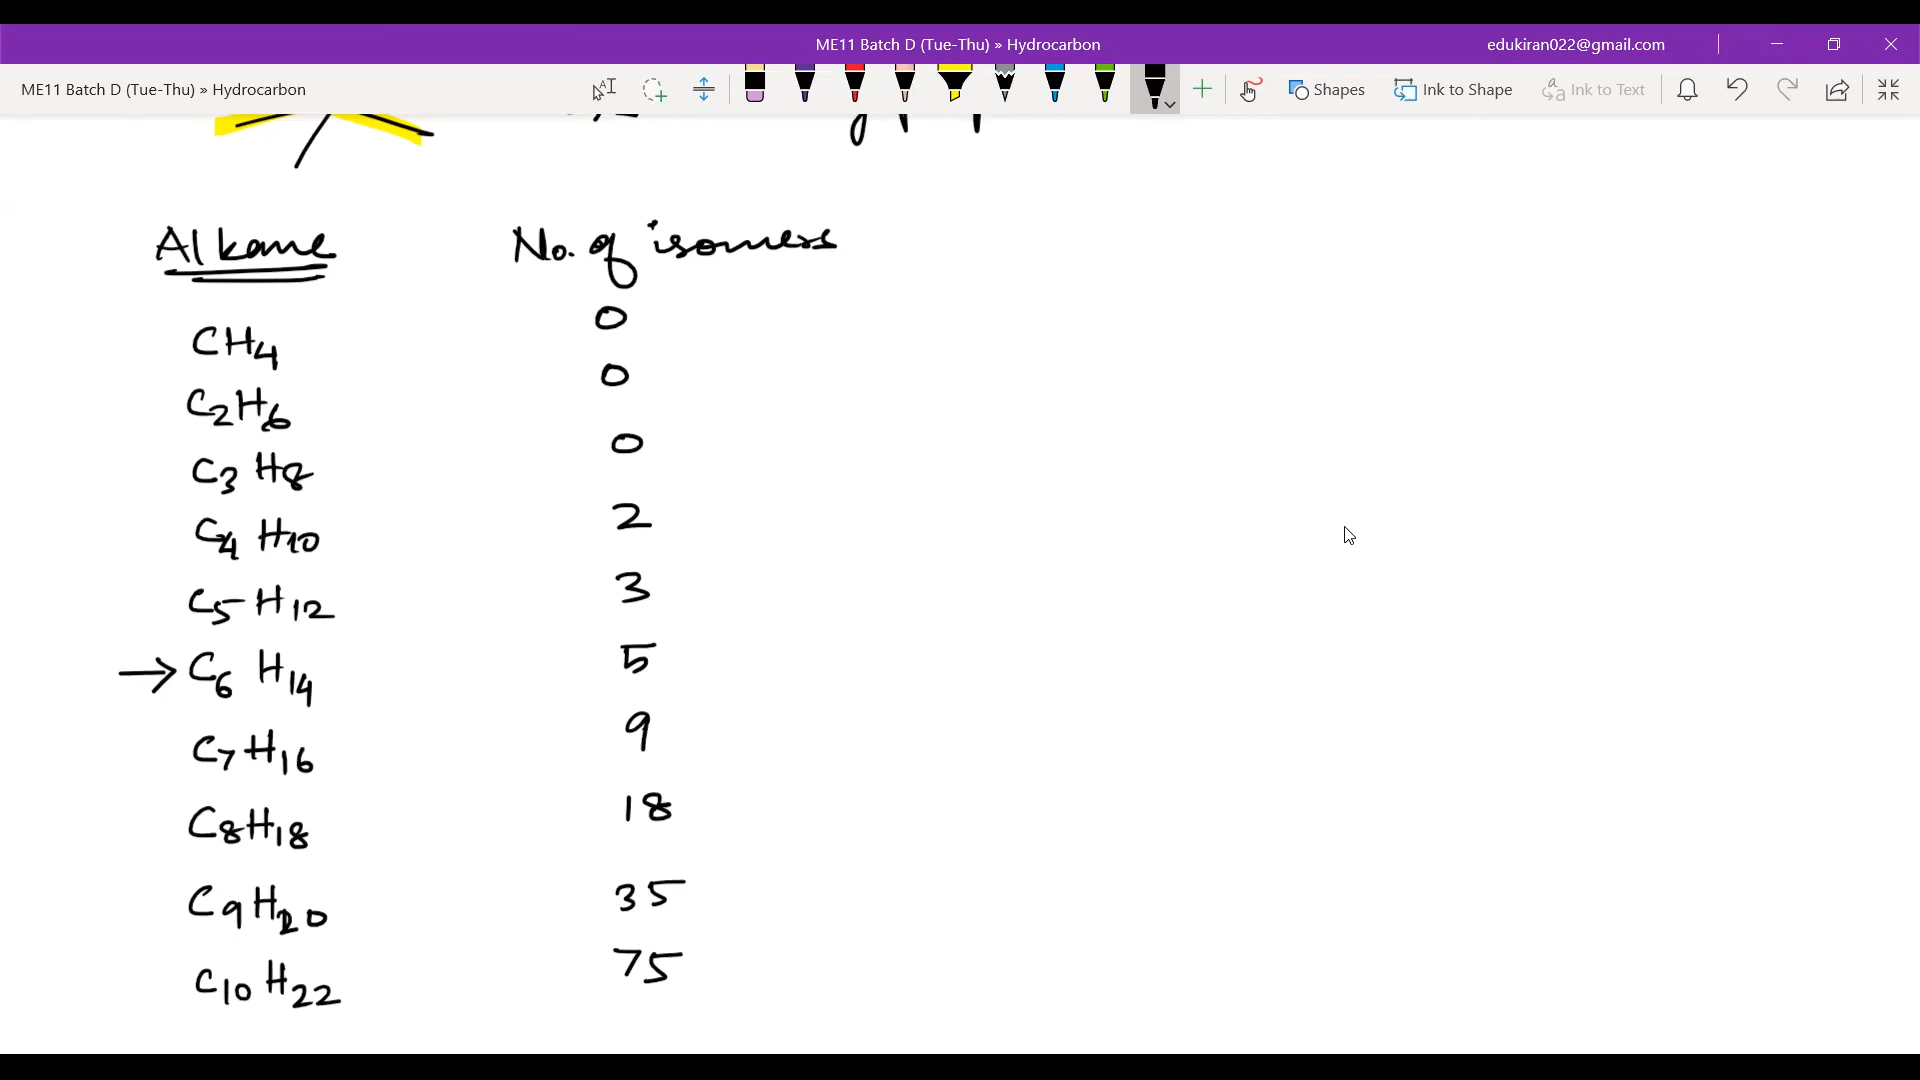 ME11 Batch D (Tue-Thu) » Hydrocarbon
edukiran022@gmail.com
ME11 Batch D (Tue-Thu) » Hydrocarbon
Shapes
Ink to Shape
Ink to Text
Alkane No. of isomers
CH4 0
C2H6 0
C3H8 0
C4H10 2
C5H12 3
→ C6H14 5
C7H16 9
C8H18 18
C9H20 35
C10H22 75